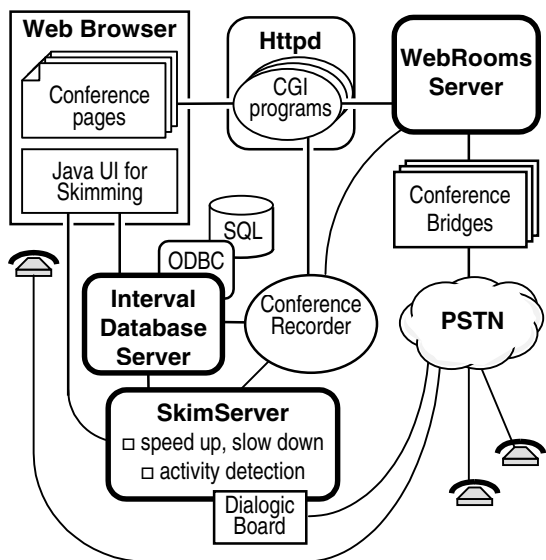 Web Browser
Conference
pages
Java UI for
Skimming
Httpd
CGI
programs
WebRooms
Server
Conference
Bridges
SQL
ODBC
Interval
Database
Server
Conference
Recorder
PSTN
SkimServer
□ speed up, slow down
□ activity detection
Dialogic
Board